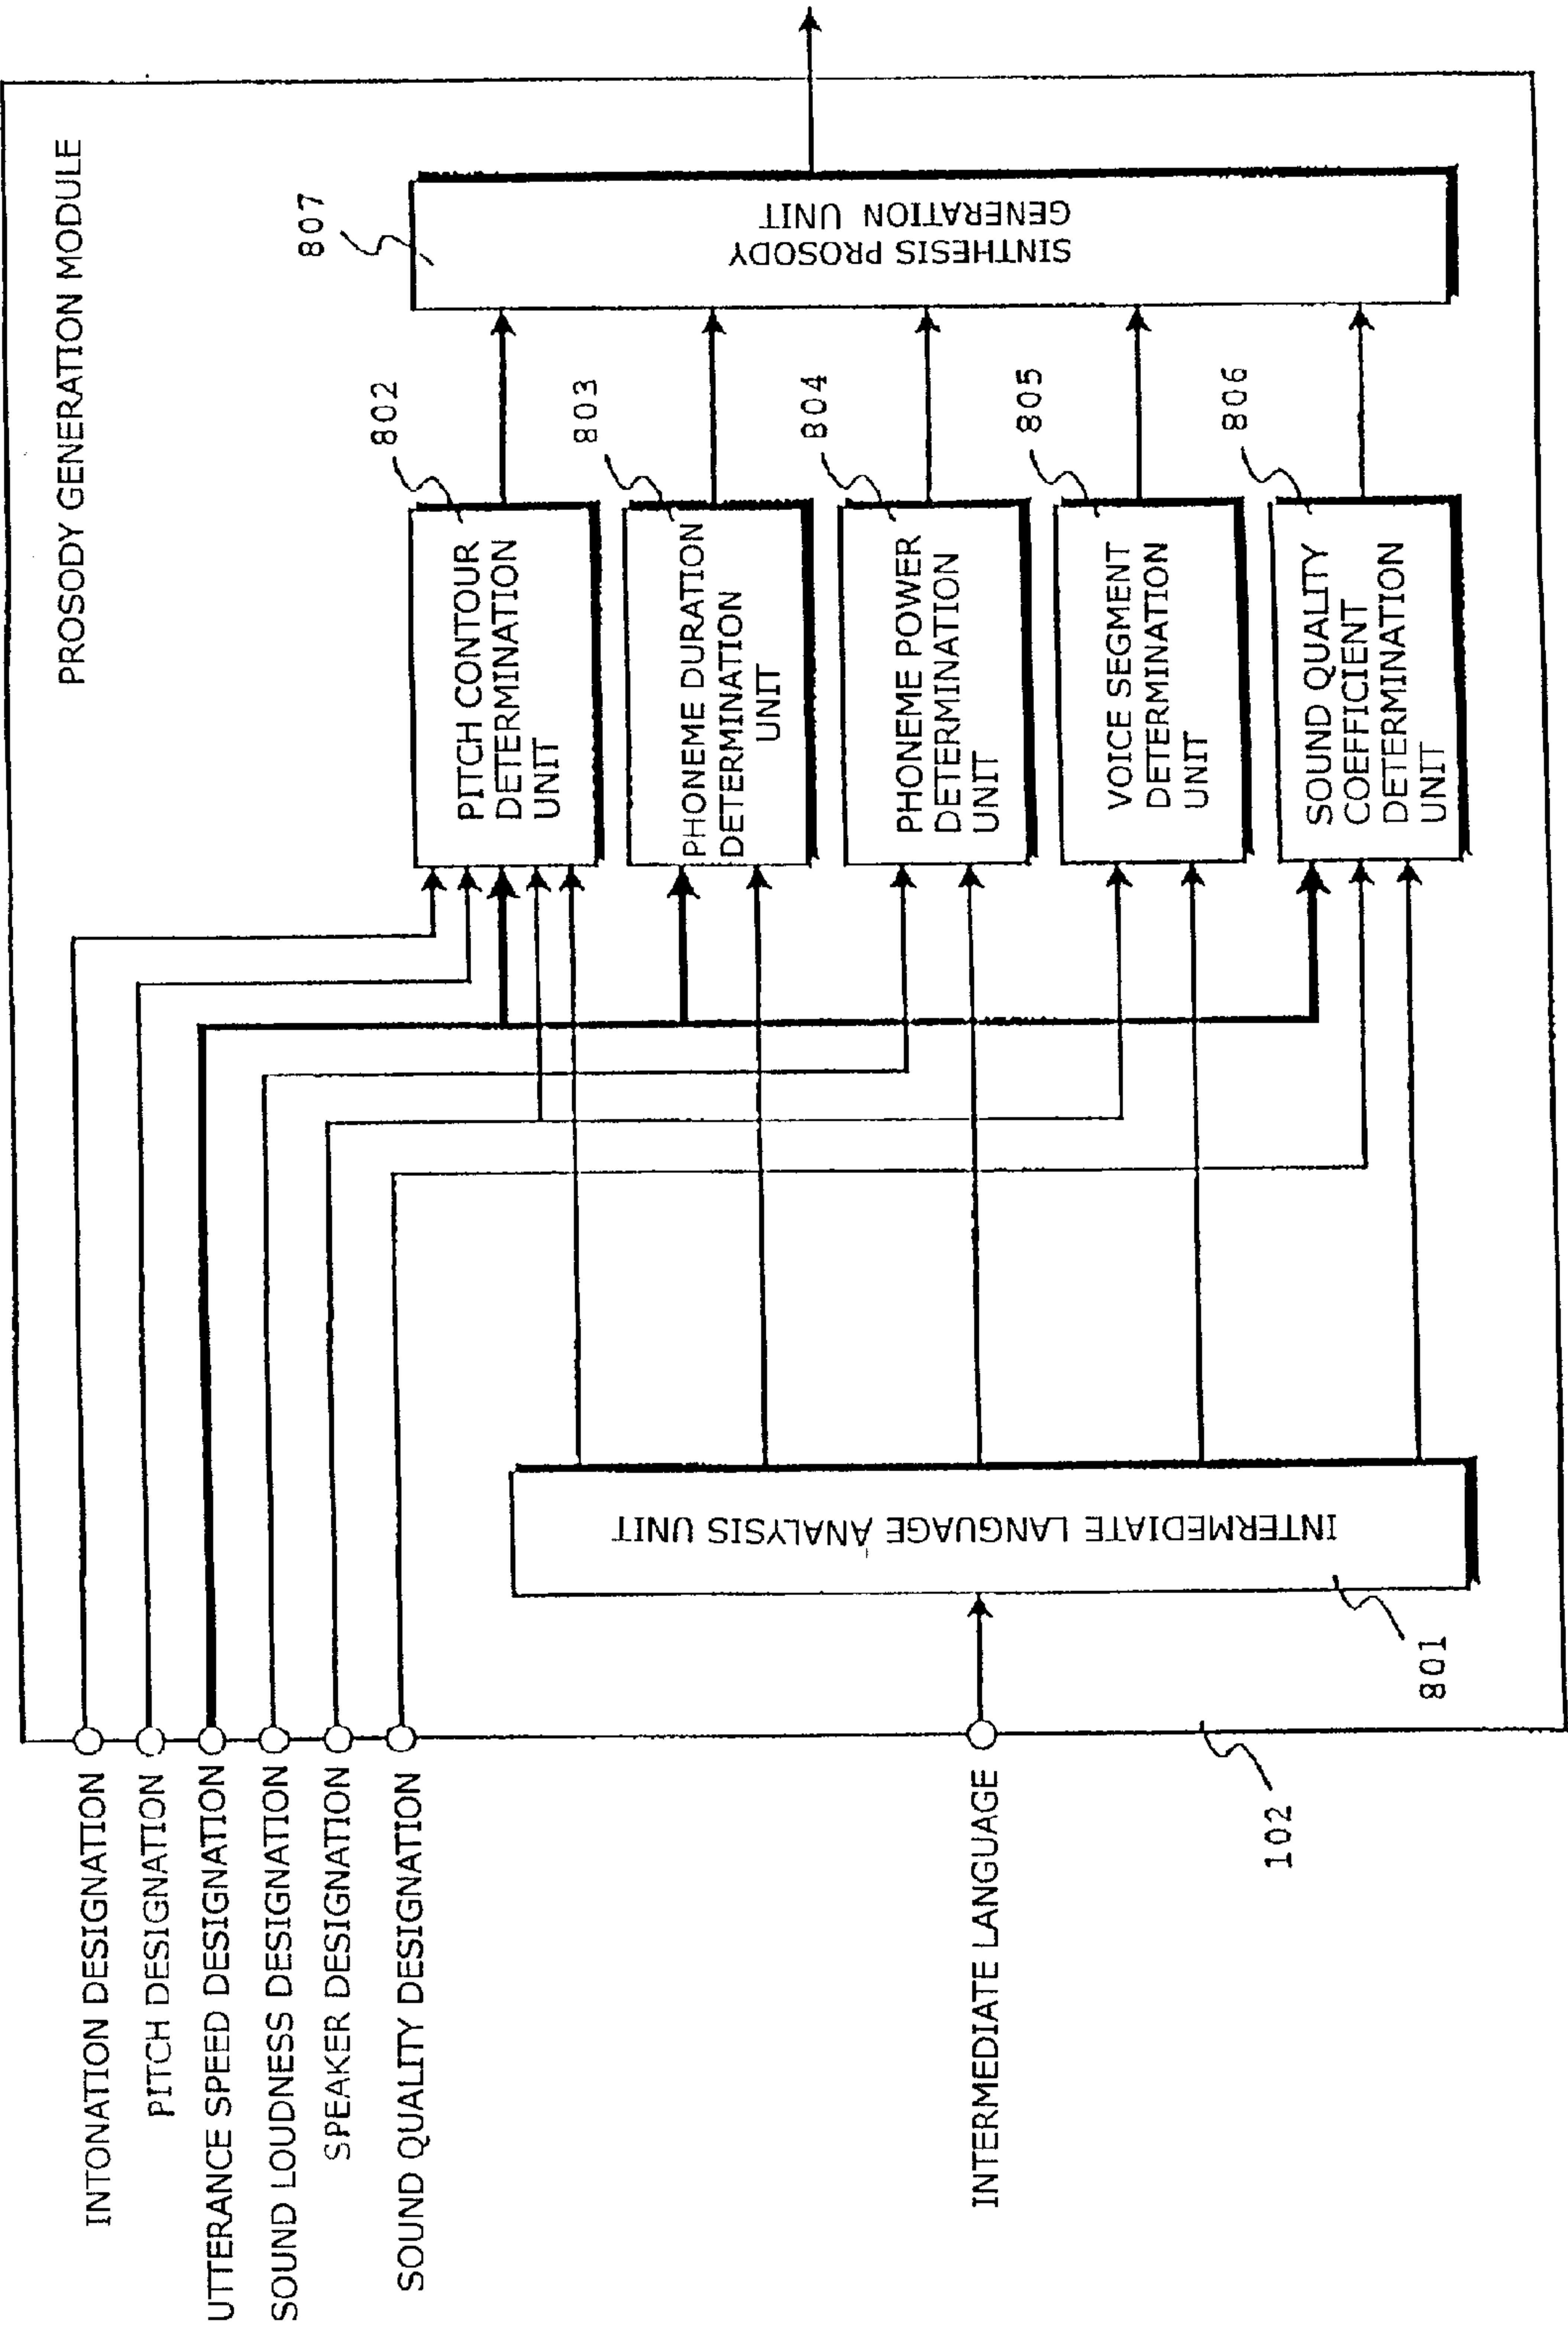 PROSODY GENERATION MODULE
INTONATION DESIGNATION
PITCH DESIGNATION
UTTERANCE SPEED DESIGNATION
SOUND LOUDNESS DESIGNATION
SPEAKER DESIGNATION
SOUND QUALITY DESIGNATION
INTERMEDIATE LANGUAGE
102
801
INTERMEDIATE LANGUAGE ANALYSIS UNIT
802
PITCH CONTOUR
DETERMINATION
UNIT
803
PHONEME DURATION
DETERMINATION
UNIT
804
PHONEME POWER
DETERMINATION
UNIT
805
VOICE SEGMENT
DETERMINATION
UNIT
806
SOUND QUALITY
COEFFICIENT
DETERMINATION
UNIT
807
SINTHESIS PROSODY
GENERATION UNIT